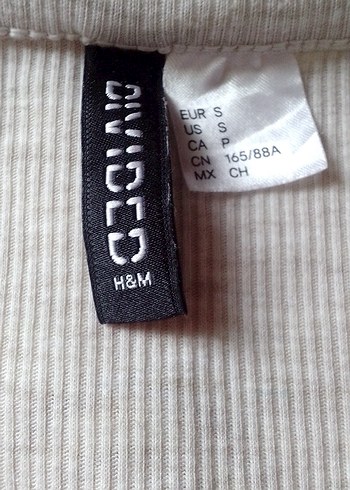 DIVIDED
H&M
EUR S
US S
CA P
CN 165/88A
MX CH